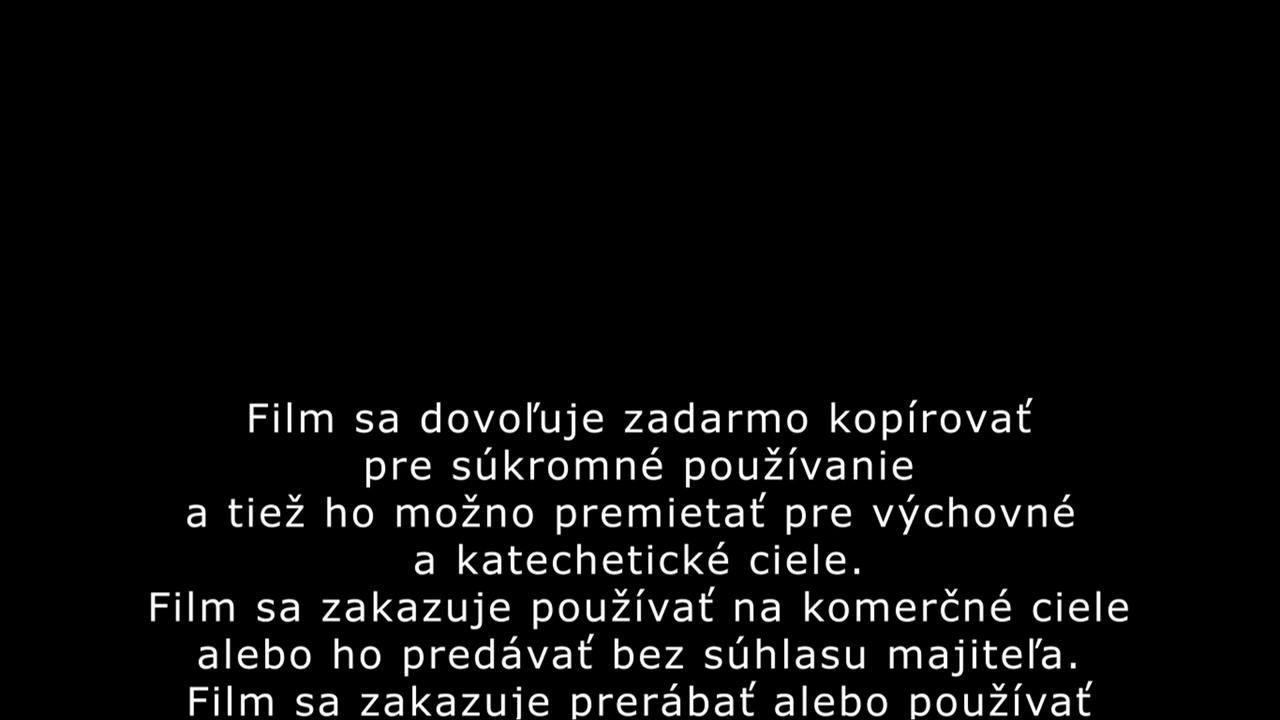 Film sa dovoľuje zadarmo kopírovať
pre súkromné používanie
a tiež ho možno premietať pre výchovné
a katechetické ciele.
Film sa zakazuje používať na komerčné ciele
alebo ho predávať bez súhlasu majiteľa.
Film sa zakazuje prerábať alebo používať